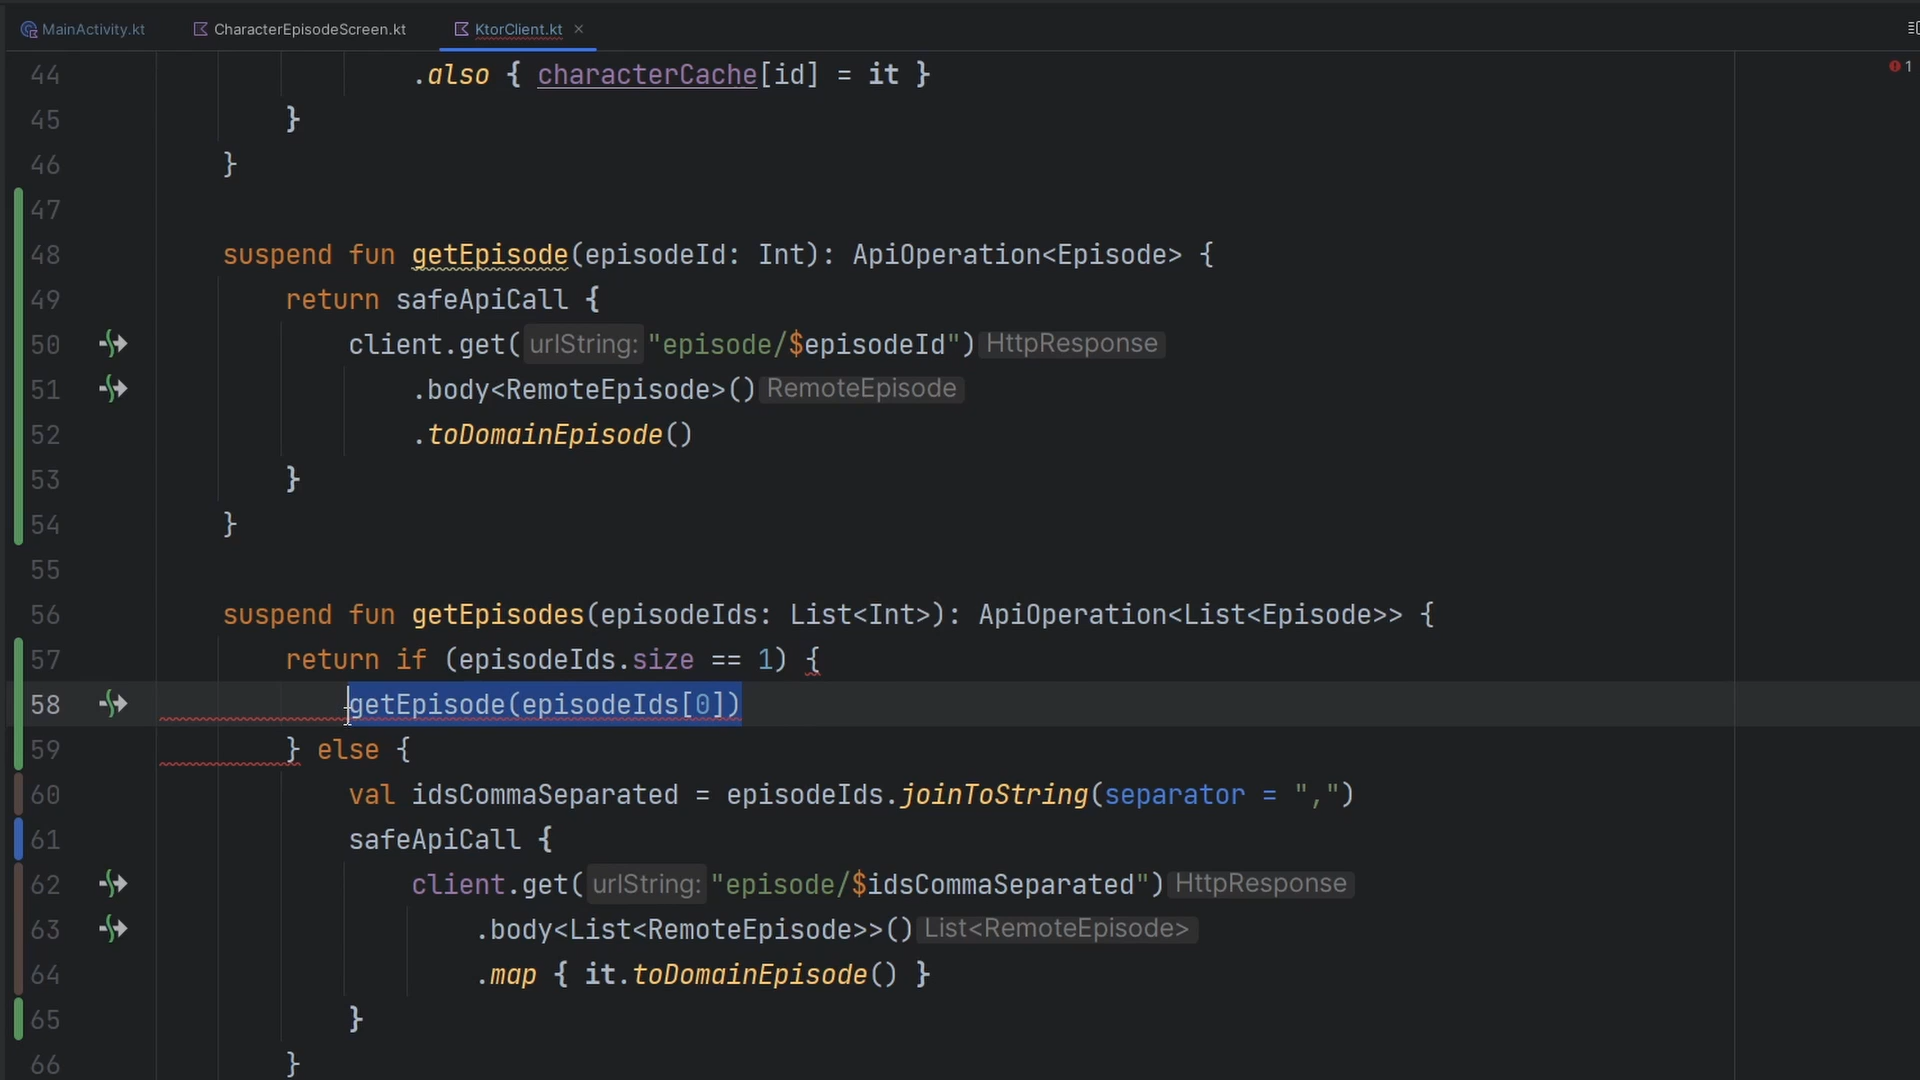 MainActivity.kt CharacterEpisodeScreen.kt KtorClient.kt ×
1
44 .also { characterCache[id] = it }
45 }
46 }
47
48 suspend fun getEpisode(episodeId: Int): ApiOperation<Episode> {
49 return safeApiCall {
50 client.get( urlString: "episode/$episodeId") HttpResponse
51 .body<RemoteEpisode>() RemoteEpisode
52 .toDomainEpisode()
53 }
54 }
55
56 suspend fun getEpisodes(episodeIds: List<Int>): ApiOperation<List<Episode>> {
57 return if (episodeIds.size == 1) {
58 getEpisode(episodeIds[0])
59 } else {
60 val idsCommaSeparated = episodeIds.joinToString(separator = ",")
61 safeApiCall {
62 client.get( urlString: "episode/$idsCommaSeparated") HttpResponse
63 .body<List<RemoteEpisode>>() List<RemoteEpisode>
64 .map { it.toDomainEpisode() }
65 }
66 }